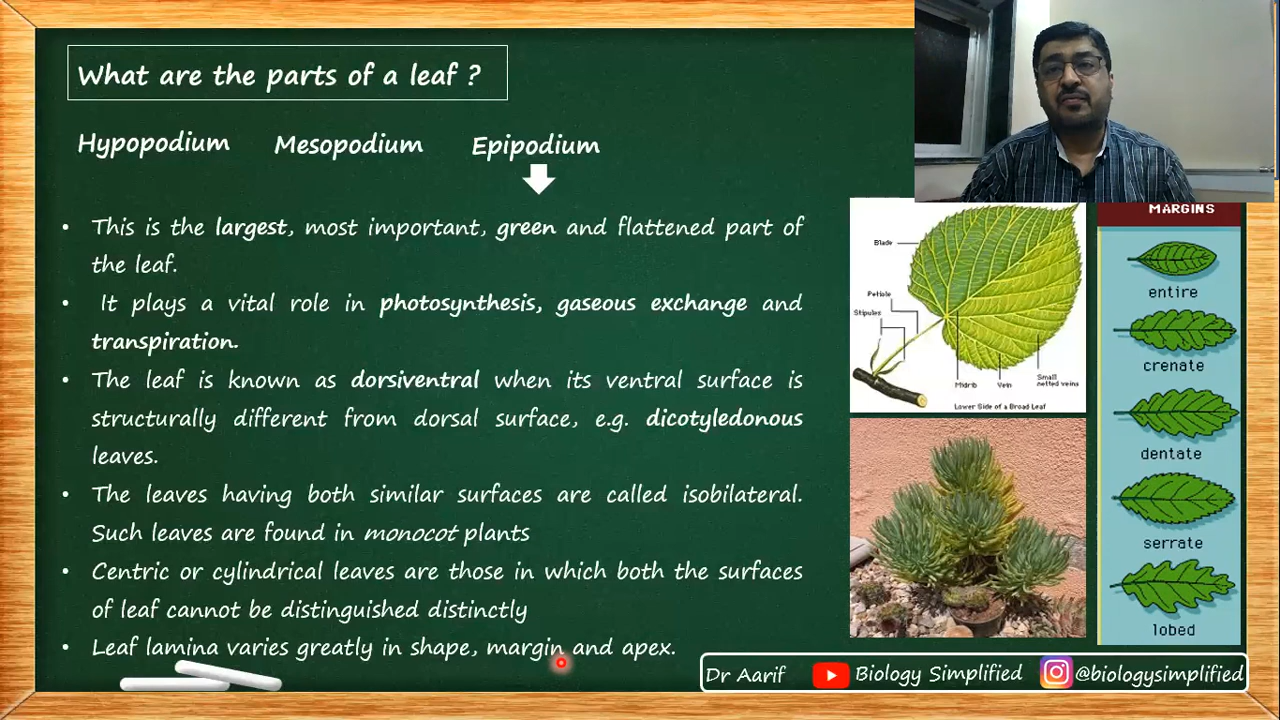 What are the parts of a leaf ?
Hypopodium Mesopodium Epipodium
• This is the largest, most important, green and flattened part of
the leaf.
• It plays a vital role in photosynthesis, gaseous exchange and
transpiration.
• The leaf is known as dorsiventral when its ventral surface is
structurally different from dorsal surface, e.g. dicotyledonous
leaves.
• The leaves having both similar surfaces are called isobilateral.
Such leaves are found in monocot plants
• Centric or cylindrical leaves are those in which both the surfaces
of leaf cannot be distinguished distinctly
• Leaf lamina varies greatly in shape, margin and apex.
Blade
Petiole
Stipules
Midrib
Vein
Small
netted veins
Lower Side of a Broad Leaf
MARGINS
entire
crenate
dentate
serrate
lobed
Dr Aarif Biology Simplified @biologysimplified